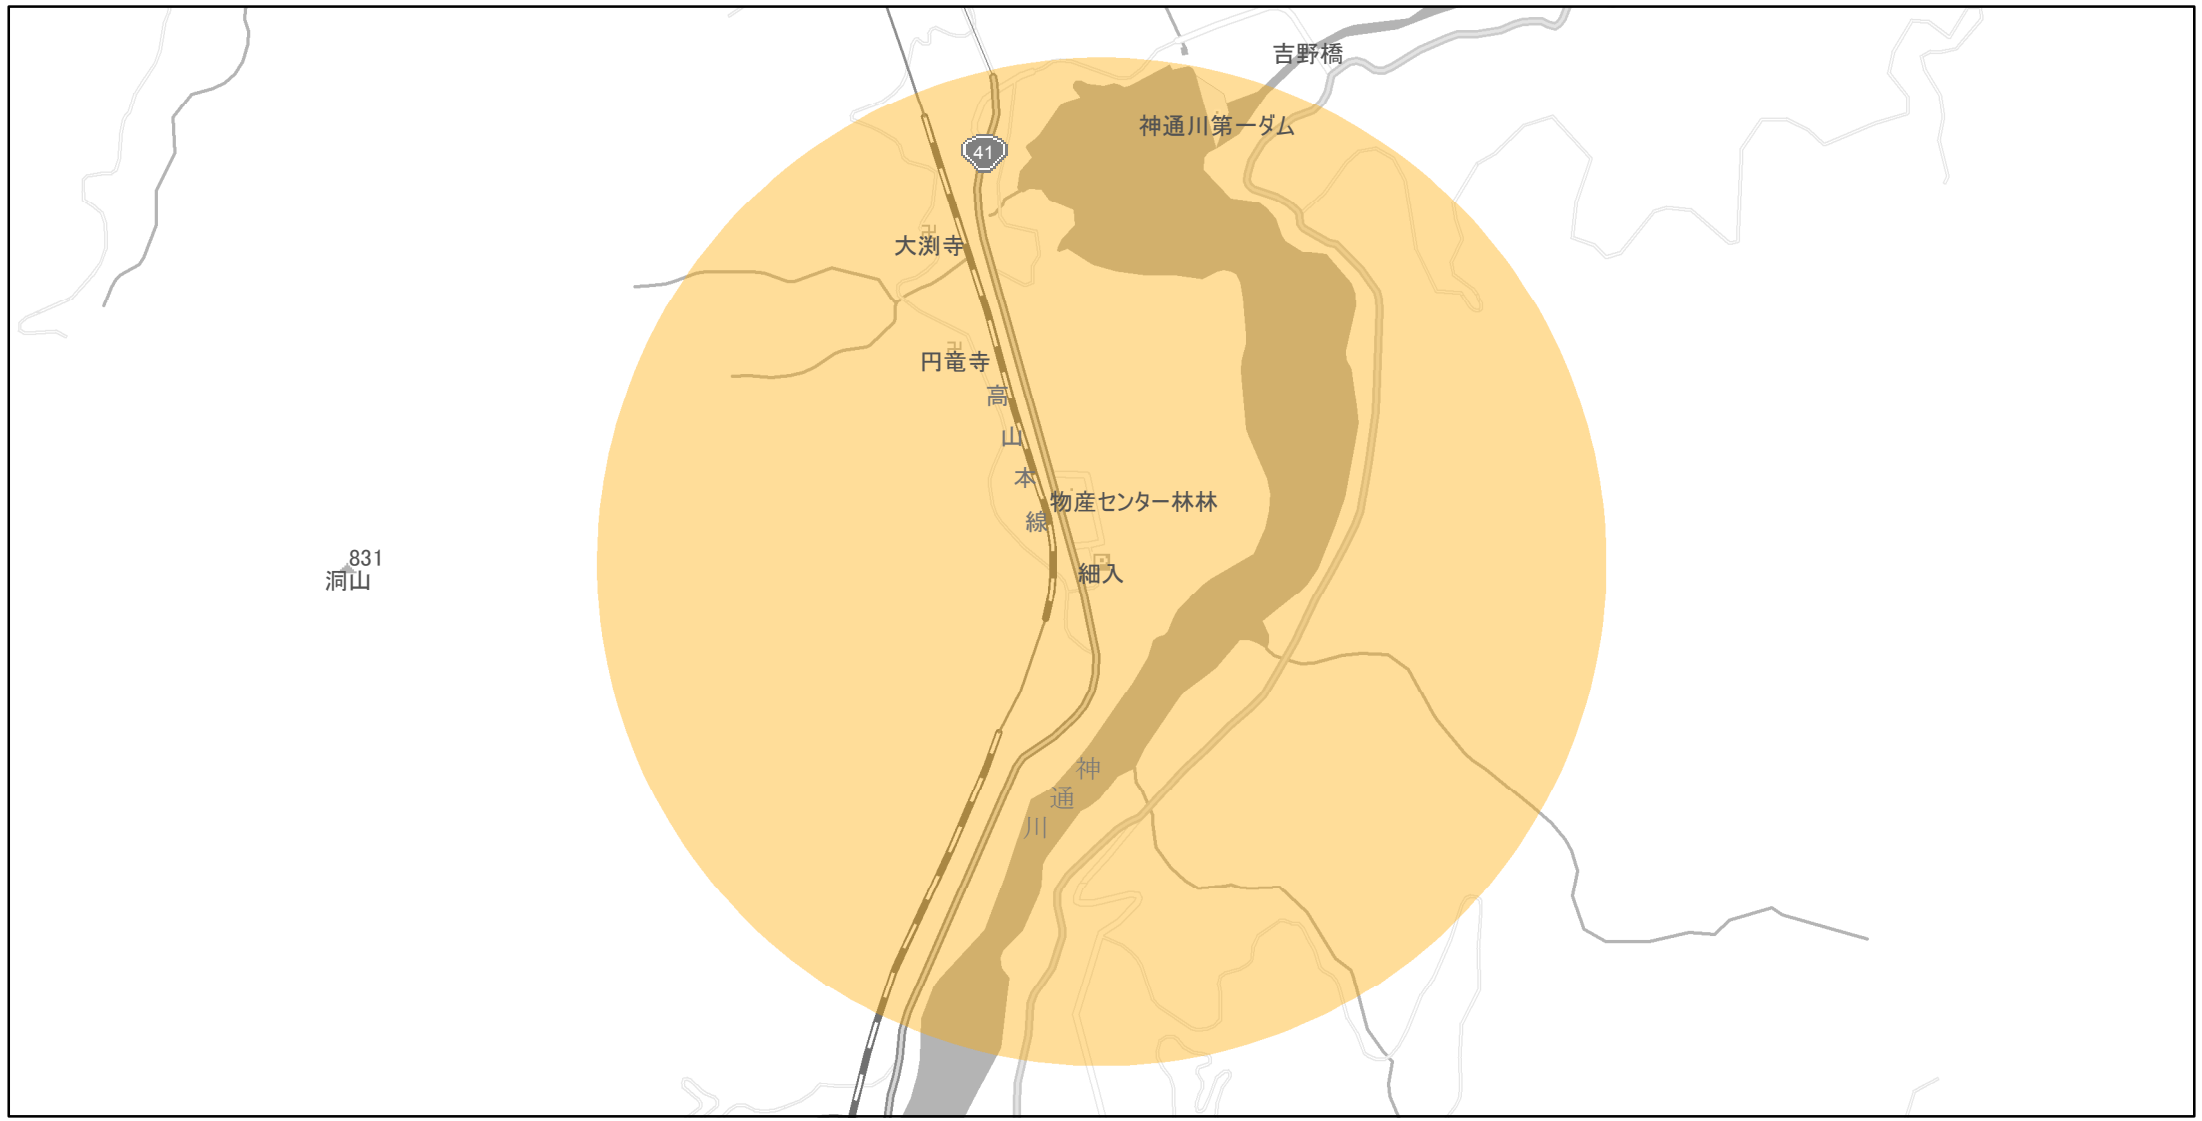 吉野橋
神通川第一ダム
41
大渕寺
円竜寺
高山本線
物産センター林林
831
洞山
細入
神通川